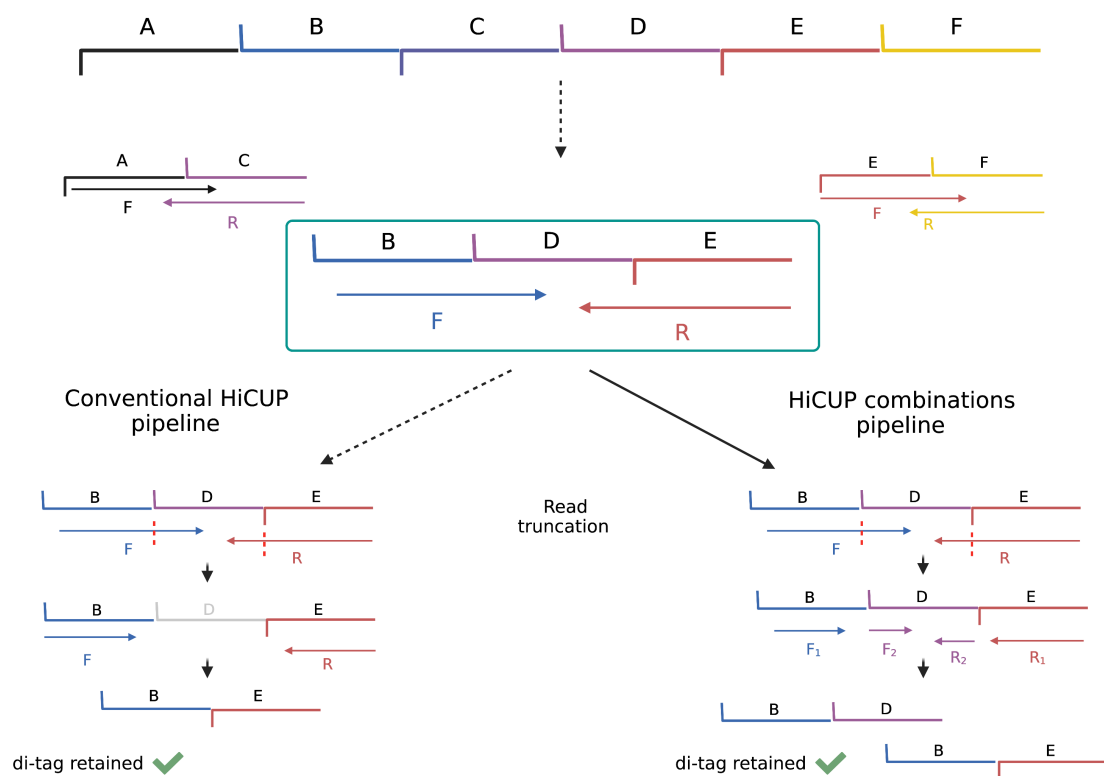 A B C D E F
A C
F
R
E F
F
R
B D E
F
R
Conventional HiCUP
pipeline
HiCUP combinations
pipeline
B D E
F
R
Read
truncation
B D E
F
R
B D E
F
R
B D E
F₁ F₂ R₂ R₁
B E
B D
B E
di-tag retained
di-tag retained